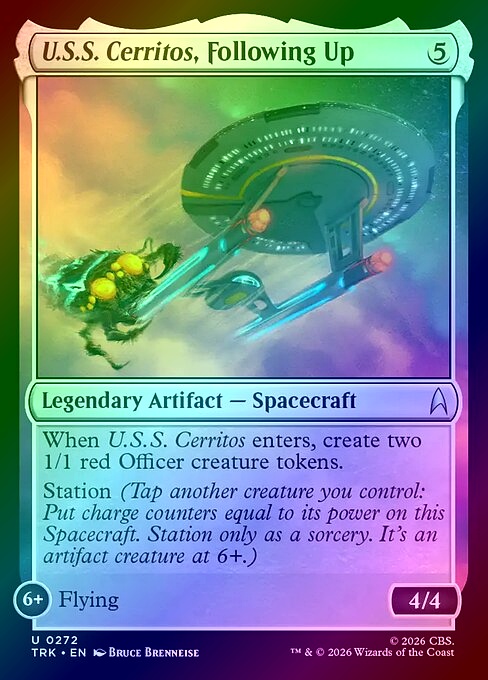 U.S.S. Cerritos, Following Up 5
Legendary Artifact — Spacecraft
When U.S.S. Cerritos enters, create two
1/1 red Officer creature tokens.
Station (Tap another creature you control:
Put charge counters equal to its power on this
Spacecraft. Station only as a sorcery. It's an
artifact creature at 6+.)
6+ Flying
4/4
U 0272
TRK • EN Bruce Brenneise
© 2026 CBS.
™ & © 2026 Wizards of the Coast